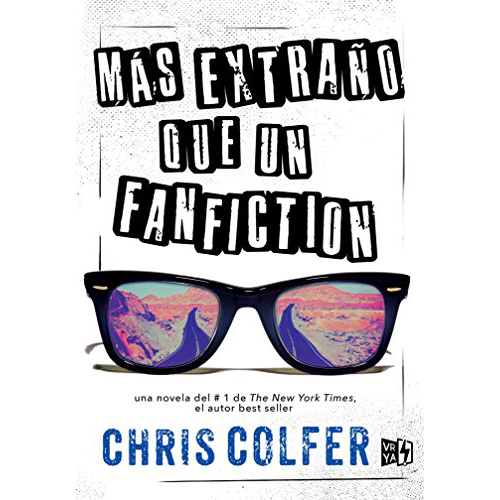 MÁS EXTRAÑO
QUE UN
FANFICTION
una novela del # 1 de The New York Times,
el autor best seller
CHRIS COLFER
VR
YA